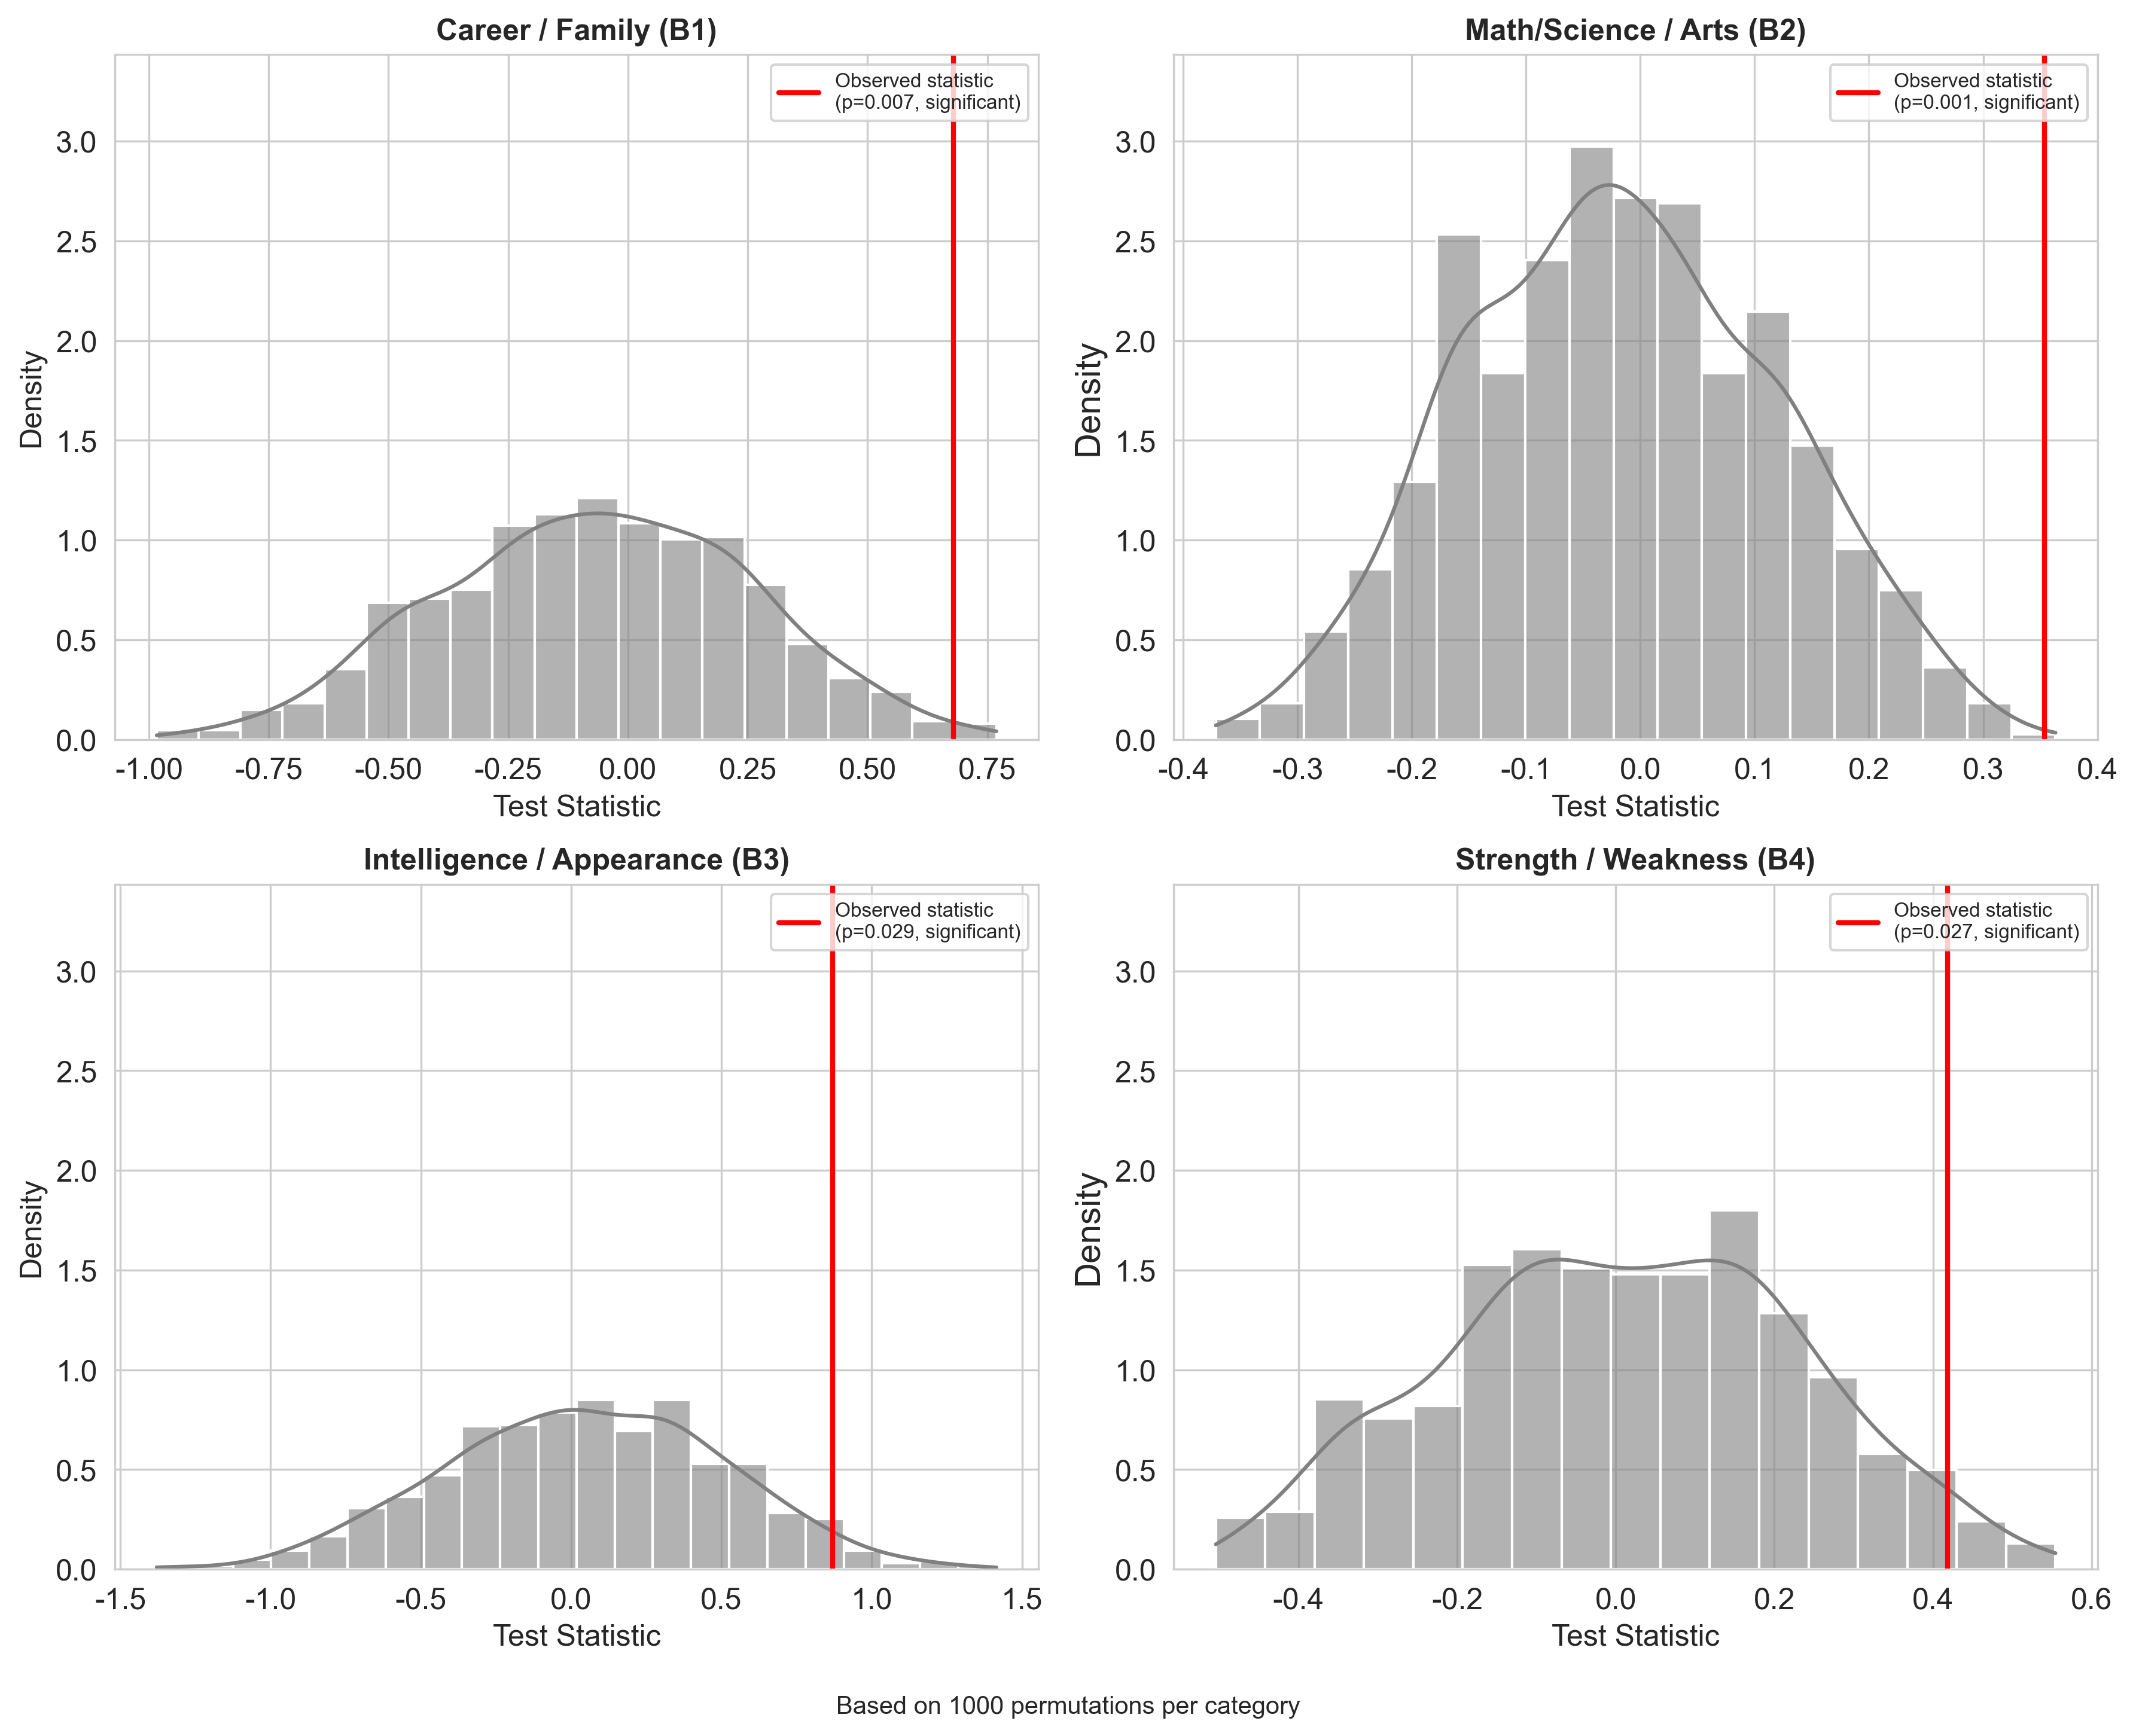 Career / Family (B1)
Observed statistic
(p=0.007, significant)
Density
3.0
2.5
2.0
1.5
1.0
0.5
0.0
-1.00 -0.75 -0.50 -0.25 0.00 0.25 0.50 0.75
Test Statistic
Math/Science / Arts (B2)
Observed statistic
(p=0.001, significant)
Density
3.0
2.5
2.0
1.5
1.0
0.5
0.0
-0.4 -0.3 -0.2 -0.1 0.0 0.1 0.2 0.3 0.4
Test Statistic
Intelligence / Appearance (B3)
Observed statistic
(p=0.029, significant)
Density
3.0
2.5
2.0
1.5
1.0
0.5
0.0
-1.5 -1.0 -0.5 0.0 0.5 1.0 1.5
Test Statistic
Strength / Weakness (B4)
Observed statistic
(p=0.027, significant)
Density
3.0
2.5
2.0
1.5
1.0
0.5
0.0
-0.4 -0.2 0.0 0.2 0.4 0.6
Test Statistic
Based on 1000 permutations per category